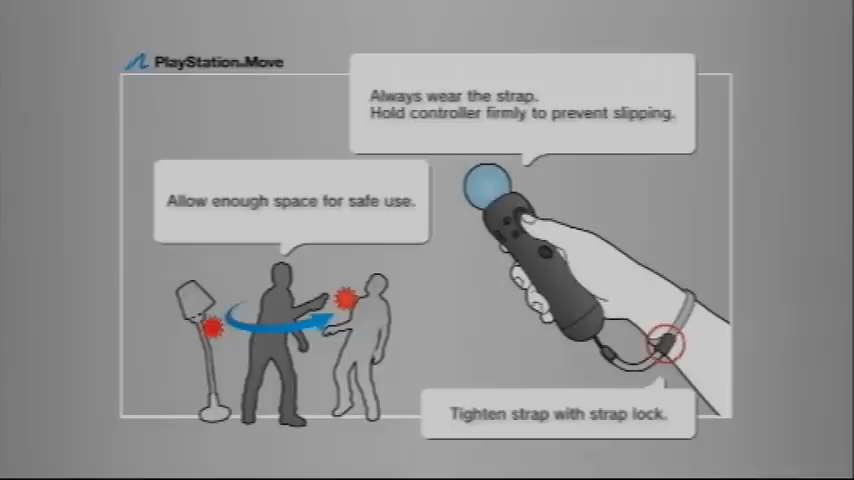 PlayStation®Move
Always wear the strap.
Hold controller firmly to prevent slipping.
Allow enough space for safe use.
Tighten strap with strap lock.